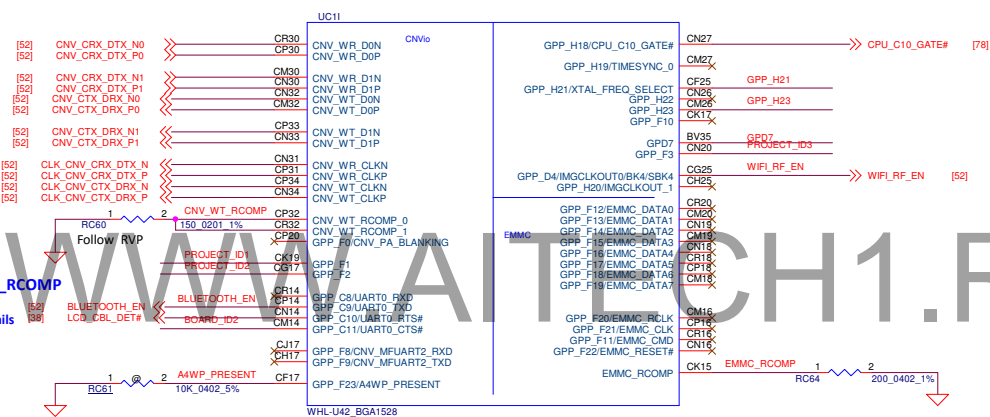 UC1I
CNVio
EMMC
[52] CNV_CRX_DTX_N0 CR30 CNV_WR_D0N
[52] CNV_CRX_DTX_P0 CP30 CNV_WR_D0P
[52] CNV_CRX_DTX_N1 CM30 CNV_WR_D1N
[52] CNV_CRX_DTX_P1 CN30 CNV_WR_D1P
[52] CNV_CTX_DRX_N0 CN32 CNV_WT_D0N
[52] CNV_CTX_DRX_P0 CM32 CNV_WT_D0P
[52] CNV_CTX_DRX_N1 CP33 CNV_WT_D1N
[52] CNV_CTX_DRX_P1 CN33 CNV_WT_D1P
[52] CLK_CNV_CRX_DTX_N CN31 CNV_WR_CLKN
[52] CLK_CNV_CRX_DTX_P CP31 CNV_WR_CLKP
[52] CLK_CNV_CTX_DRX_N CP34 CNV_WT_CLKN
[52] CLK_CNV_CTX_DRX_P CN34 CNV_WT_CLKP
1 2 CNV_WT_RCOMP CP32 CNV_WT_RCOMP_0
RC60 150_0201_1% CR32 CNV_WT_RCOMP_1
Follow RVP CP20 GPP_F0/CNV_PA_BLANKING
PROJECT_ID1 CK19 GPP_F1
PROJECT_ID2 CG17 GPP_F2
_RCOMP
CR14 GPP_C8/UART0_RXD
[52] BLUETOOTH_EN BLUETOOTH_EN CP14 GPP_C9/UART0_TXD
ails [38] LCD_CBL_DET# CN14 GPP_C10/UART0_RTS#
BOARD_ID2 CM14 GPP_C11/UART0_CTS#
CJ17 GPP_F8/CNV_MFUART2_RXD
CH17 GPP_F9/CNV_MFUART2_TXD
1 @ 2 A4WP_PRESENT CF17 GPP_F23/A4WP_PRESENT
RC61 10K_0402_5%
GPP_H18/CPU_C10_GATE# CN27 CPU_C10_GATE# [78]
GPP_H19/TIMESYNC_0 CM27
GPP_H21/XTAL_FREQ_SELECT CF25 GPP_H21
GPP_H22 CN26
GPP_H23 CM26 GPP_H23
GPP_F10 CK17
GPD7 BV35 GPD7
GPP_F3 CN20 PROJECT_ID3
GPP_D4/IMGCLKOUT0/BK4/SBK4 CG25 WIFI_RF_EN WIFI_RF_EN [52]
GPP_H20/IMGCLKOUT_1 CH25
GPP_F12/EMMC_DATA0 CR20
GPP_F13/EMMC_DATA1 CM20
GPP_F14/EMMC_DATA2 CN19
GPP_F15/EMMC_DATA3 CM19
GPP_F16/EMMC_DATA4 CN18
GPP_F17/EMMC_DATA5 CR18
GPP_F18/EMMC_DATA6 CP18
GPP_F19/EMMC_DATA7 CM18
GPP_F20/EMMC_RCLK CM16
GPP_F21/EMMC_CLK CP16
GPP_F11/EMMC_CMD CR16
GPP_F22/EMMC_RESET# CN16
EMMC_RCOMP CK15 EMMC_RCOMP 1 2
RC64 200_0402_1%
WHL-U42_BGA1528
WWW.AITECH1.R